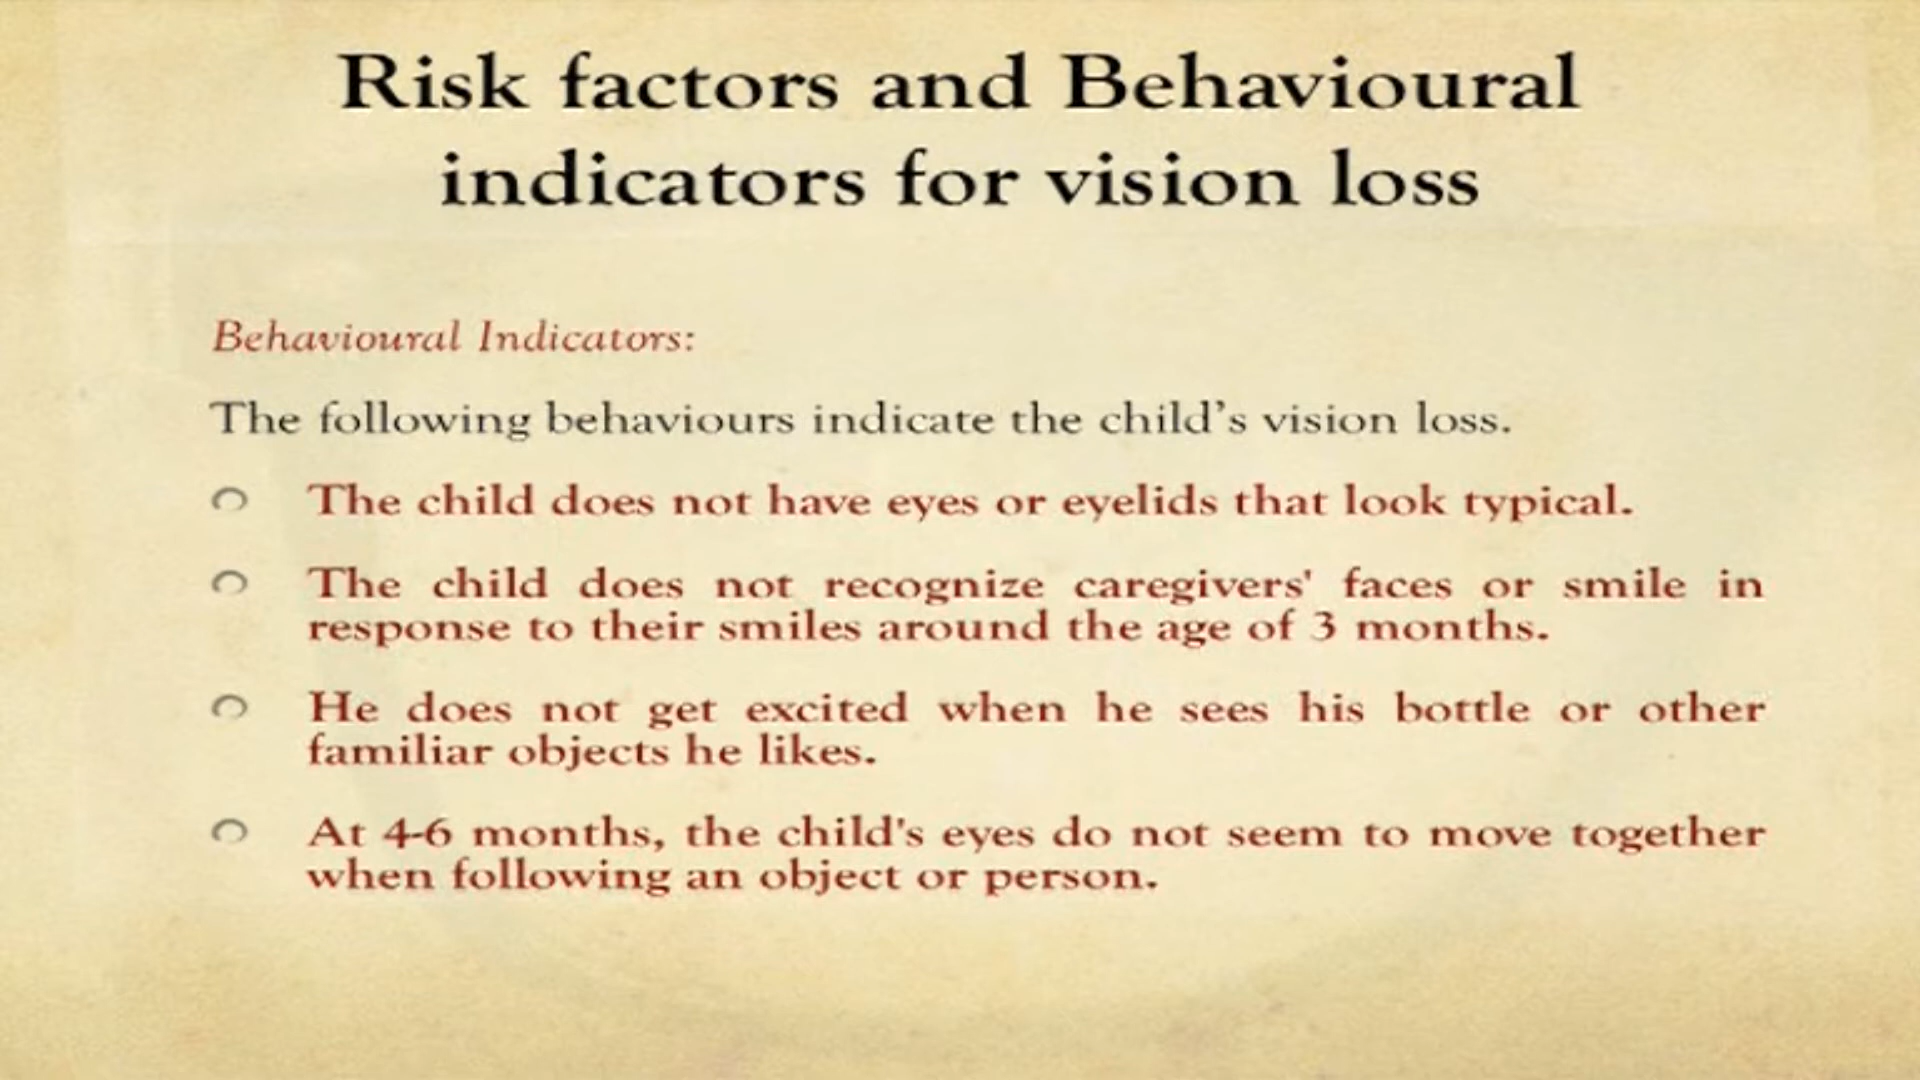 Risk factors and Behavioural
indicators for vision loss
Behavioural Indicators:
The following behaviours indicate the child's vision loss.
The child does not have eyes or eyelids that look typical.
The child does not recognize caregivers' faces or smile in
response to their smiles around the age of 3 months.
He does not get excited when he sees his bottle or other
familiar objects he likes.
At 4-6 months, the child's eyes do not seem to move together
when following an object or person.